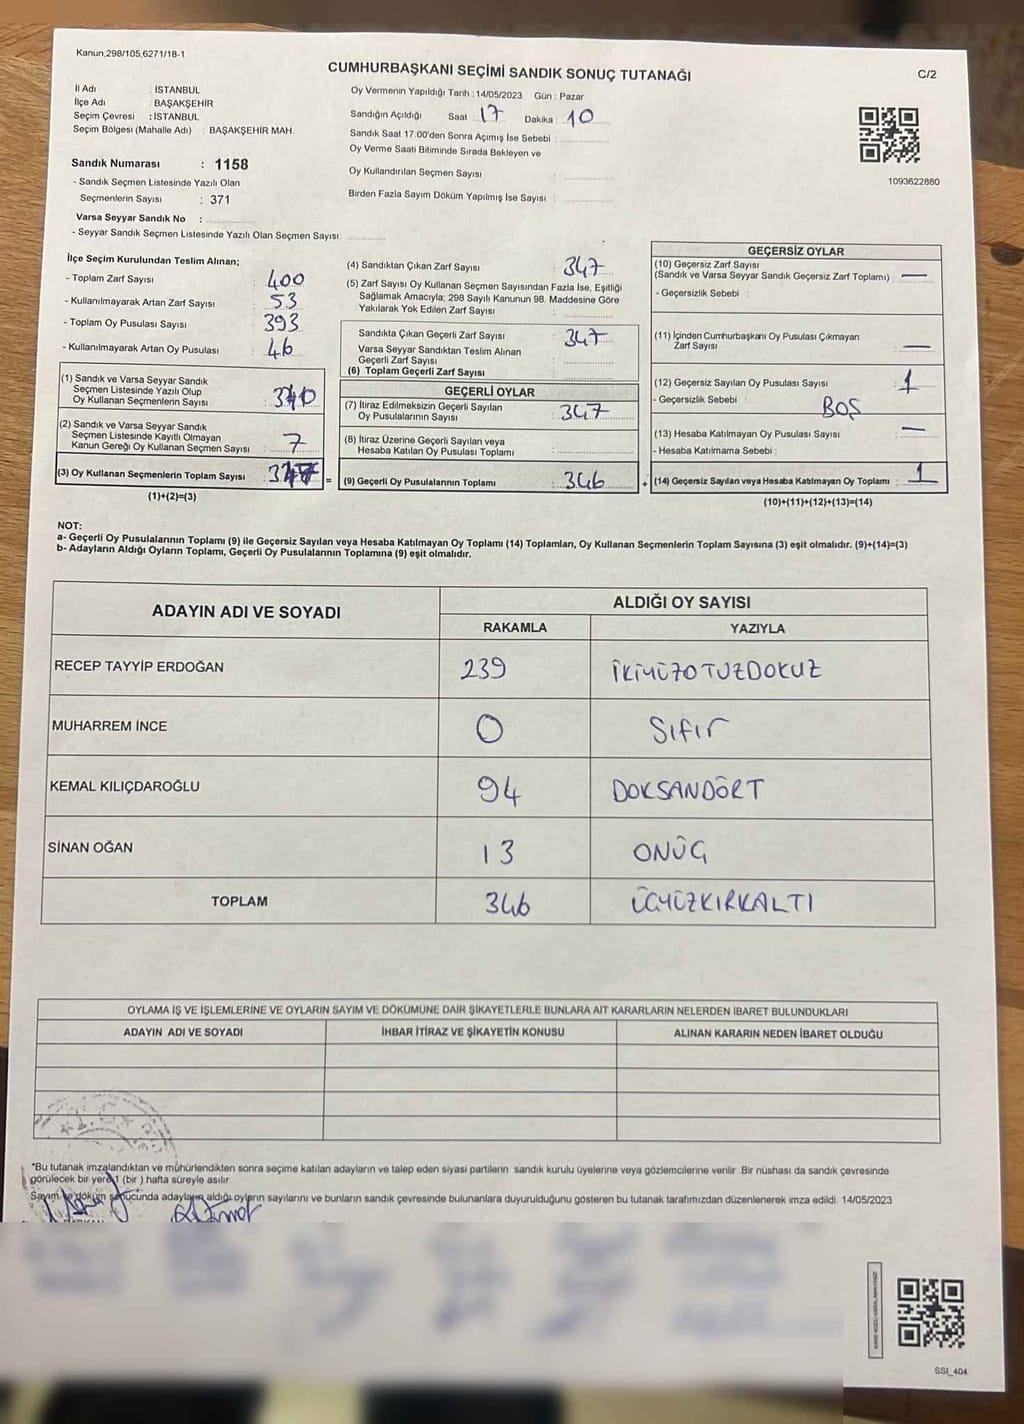 Kanun,298/105,6271/18-1
CUMHURBAŞKANI SEÇİMİ SANDIK SONUÇ TUTANAĞI
C/2
İl Adı : İSTANBUL
İlçe Adı : BAŞAKŞEHİR
Seçim Çevresi : İSTANBUL
Seçim Bölgesi (Mahalle Adı) : BAŞAKŞEHİR MAH.
Sandık Numarası : 1158
- Sandık Seçmen Listesinde Yazılı Olan
Seçmenlerin Sayısı : 371
Varsa Seyyar Sandık No :
- Seyyar Sandık Seçmen Listesinde Yazılı Olan Seçmen Sayısı:
Oy Vermenin Yapıldığı Tarih : 14/05/2023 Gün : Pazar
Sandığın Açıldığı Saat : 17 Dakika : 10
Sandık Saat 17:00'den Sonra Açımış İse Sebebi :
Oy Verme Saati Bitiminde Sırada Bekleyen ve
Oy Kullandırılan Seçmen Sayısı :
Birden Fazla Sayım Döküm Yapılmış İse Sayısı :
1093622880
İlçe Seçim Kurulundan Teslim Alınan;
- Toplam Zarf Sayısı : 400
- Kullanılmayarak Artan Zarf Sayısı : 53
- Toplam Oy Pusulası Sayısı : 393
- Kullanılmayarak Artan Oy Pusulası : 46
(1) Sandık ve Varsa Seyyar Sandık
Seçmen Listesinde Yazılı Olup
Oy Kullanan Seçmenlerin Sayısı : 340
(2) Sandık ve Varsa Seyyar Sandık
Seçmen Listesinde Kayıtlı Olmayan
Kanun Gereği Oy Kullanan Seçmen Sayısı : 7
(3) Oy Kullanan Seçmenlerin Toplam Sayısı : 347 =
(1)+(2)=(3)
(4) Sandıktan Çıkan Zarf Sayısı : 347
(5) Zarf Sayısı Oy Kullanan Seçmen Sayısından Fazla İse, Eşitliği
Sağlamak Amacıyla; 298 Sayılı Kanunun 98. Maddesine Göre
Yakılarak Yok Edilen Zarf Sayısı :
Sandıkta Çıkan Geçerli Zarf Sayısı : 347
Varsa Seyyar Sandıktan Teslim Alınan
Geçerli Zarf Sayısı :
(6) Toplam Geçerli Zarf Sayısı :
GEÇERLİ OYLAR
(7) İtiraz Edilmeksizin Geçerli Sayılan
Oy Pusulalarının Sayısı : 347
(8) İtiraz Üzerine Geçerli Sayılan veya
Hesaba Katılan Oy Pusulası Toplamı :
(9) Geçerli Oy Pusulalarının Toplamı : 346 +
GEÇERSİZ OYLAR
(10) Geçersiz Zarf Sayısı
(Sandık ve Varsa Seyyar Sandık Geçersiz Zarf Toplamı) : —
- Geçersizlik Sebebi :
(11) İçinden Cumhurbaşkanı Oy Pusulası Çıkmayan
Zarf Sayısı : —
(12) Geçersiz Sayılan Oy Pusulası Sayısı : 1
- Geçersizlik Sebebi : BOŞ
(13) Hesaba Katılmayan Oy Pusulası Sayısı : —
- Hesaba Katılmama Sebebi :
(14) Geçersiz Sayılan veya Hesaba Katılmayan Oy Toplamı : 1
(10)+(11)+(12)+(13)=(14)
NOT:
a- Geçerli Oy Pusulalarının Toplamı (9) ile Geçersiz Sayılan veya Hesaba Katılmayan Oy Toplamı (14) Toplamları, Oy Kullanan Seçmenlerin Toplam Sayısına (3) eşit olmalıdır. (9)+(14)=(3)
b- Adayların Aldığı Oyların Toplamı, Geçerli Oy Pusulalarının Toplamına (9) eşit olmalıdır.
ADAYIN ADI VE SOYADI ALDIĞI OY SAYISI
RAKAMLA YAZIYLA
RECEP TAYYİP ERDOĞAN 239 İKİYÜZOTUZDOKUZ
MUHARREM İNCE 0 Sıfır
KEMAL KILIÇDAROĞLU 94 DOKSANDÖRT
SİNAN OĞAN 13 ONÜÇ
TOPLAM 346 ÜÇYÜZKIRKALTI
OYLAMA İŞ VE İŞLEMLERİNE VE OYLARIN SAYIM VE DÖKÜMÜNE DAİR ŞİKAYETLERLE BUNLARA AİT KARARLARIN NELERDEN İBARET BULUNDUKLARI
ADAYIN ADI VE SOYADI İHBAR İTİRAZ VE ŞİKAYETİN KONUSU ALINAN KARARIN NEDEN İBARET OLDUĞU
*Bu tutanak imzalandıktan ve mühürlendikten sonra seçime katılan adayların ve talep eden siyasi partilerin sandık kurulu üyelerine veya gözlemcilerine verilir. Bir nüshası da sandık çevresinde
görülecek bir yere 1 (bir ) hafta süreyle asılır.
Sayım ve döküm sonucunda adayların aldığı oyların sayılarını ve bunların sandık çevresinde bulunanlara duyurulduğunu gösteren bu tutanak tarafımızdan düzenlenerek imza edildi. 14/05/2023
SSI_404